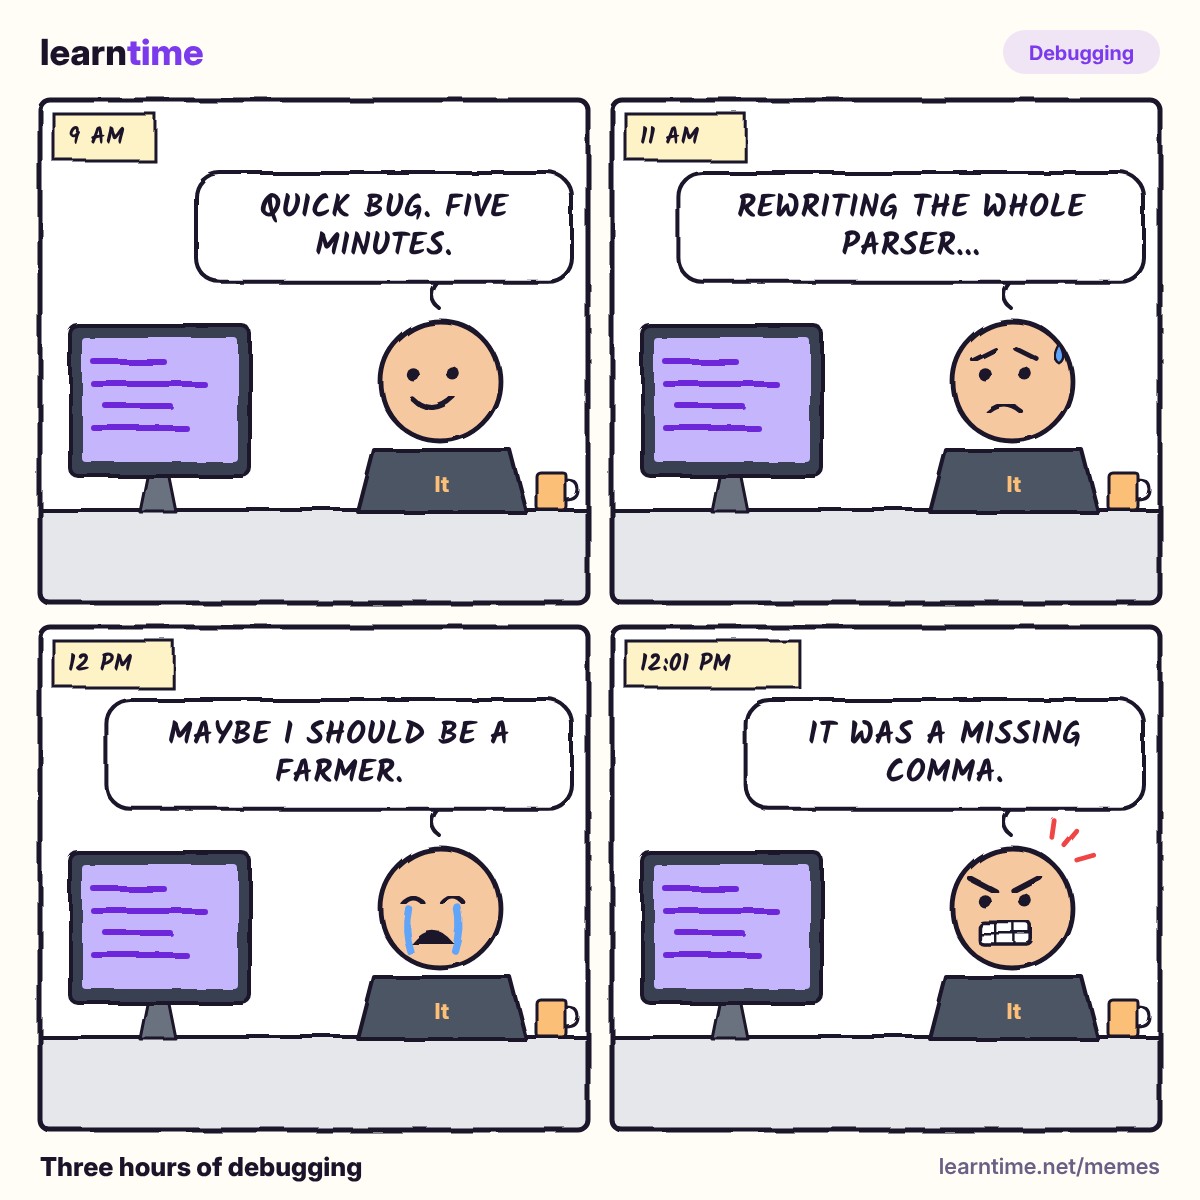 learntime
Debugging
9 AM
QUICK BUG. FIVE
MINUTES.
lt
11 AM
REWRITING THE WHOLE
PARSER...
lt
12 PM
MAYBE I SHOULD BE A
FARMER.
lt
12:01 PM
IT WAS A MISSING
COMMA.
lt
Three hours of debugging
learntime.net/memes